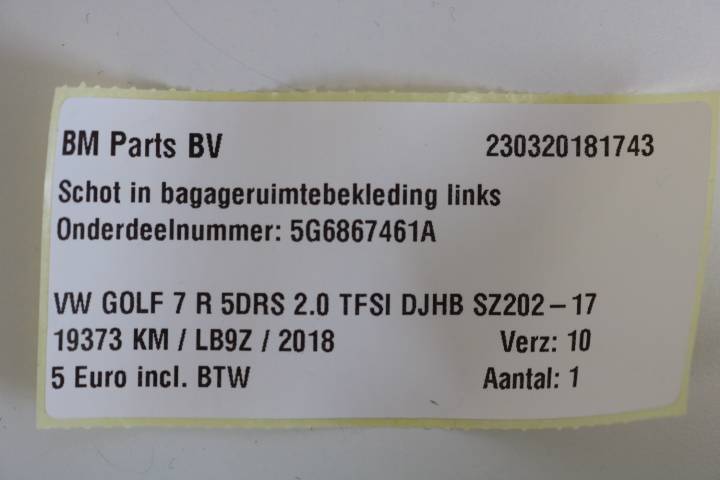 BM Parts BV 230320181743
Schot in bagageruimtebekleding links
Onderdeelnummer: 5G6867461A
VW GOLF 7 R 5DRS 2.0 TFSI DJHB SZ202-17
19373 KM / LB9Z / 2018 Verz: 10
5 Euro incl. BTW Aantal: 1